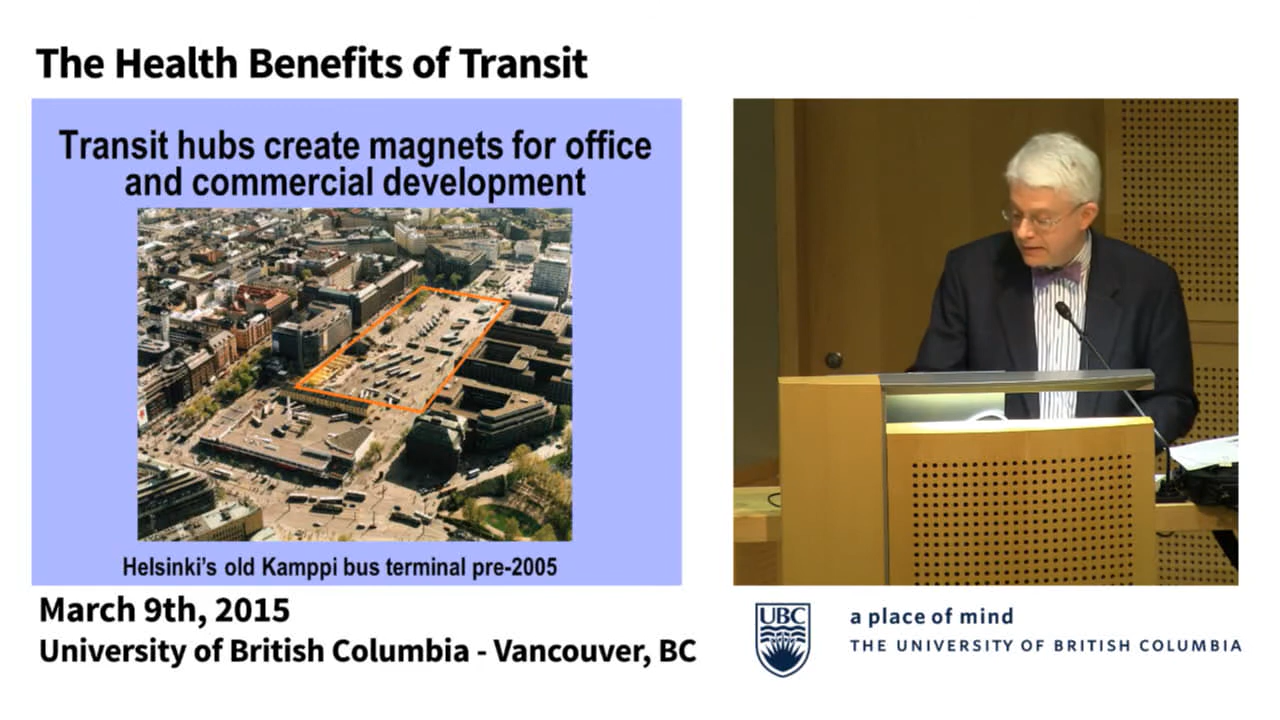 The Health Benefits of Transit
Transit hubs create magnets for office
and commercial development
Helsinki's old Kamppi bus terminal pre-2005
March 9th, 2015
University of British Columbia - Vancouver, BC
UBC
a place of mind
THE UNIVERSITY OF BRITISH COLUMBIA